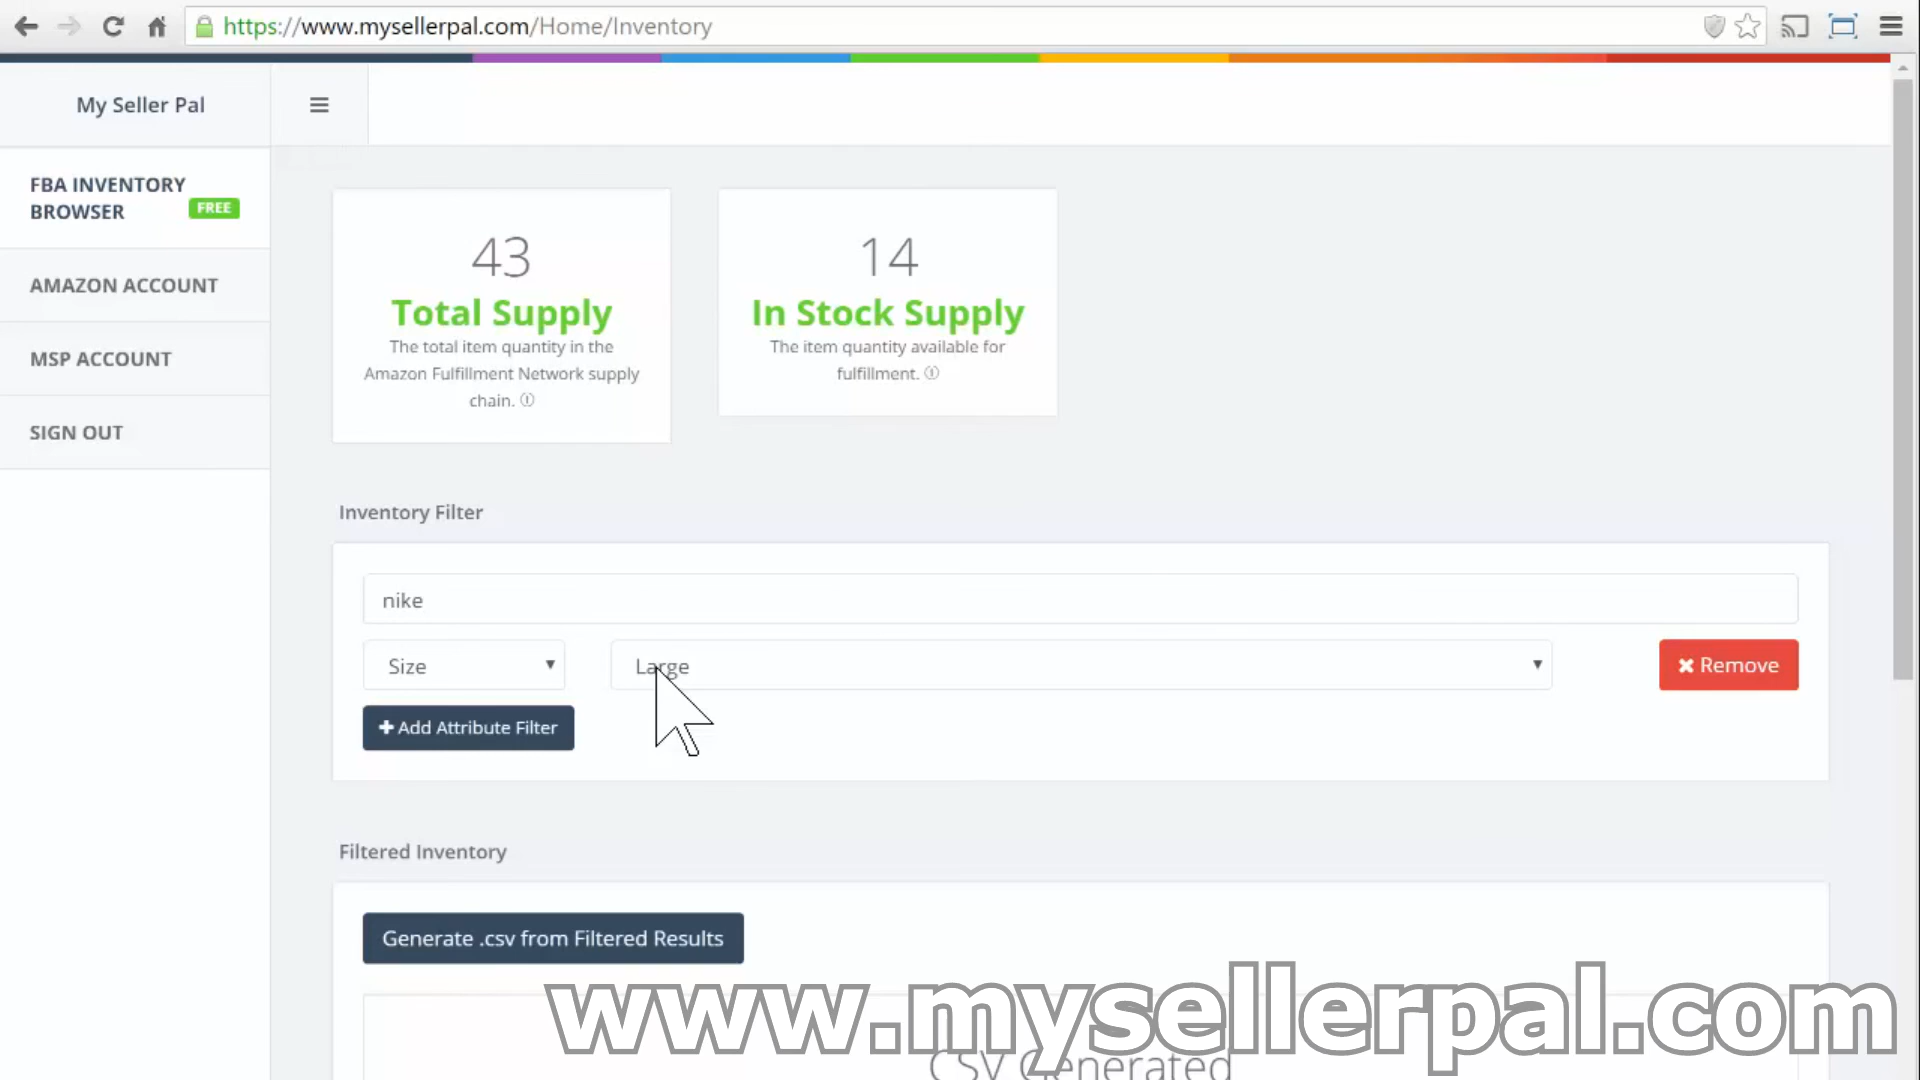 https://www.mysellerpal.com/Home/Inventory
My Seller Pal
FBA INVENTORY
BROWSER
FREE
AMAZON ACCOUNT
MSP ACCOUNT
SIGN OUT
43
Total Supply
The total item quantity in the
Amazon Fulfillment Network supply
chain.
14
In Stock Supply
The item quantity available for
fulfillment.
Inventory Filter
nike
Size
Large
Remove
Add Attribute Filter
Filtered Inventory
Generate .csv from Filtered Results
www.mysellerpal.com
CSV Generated